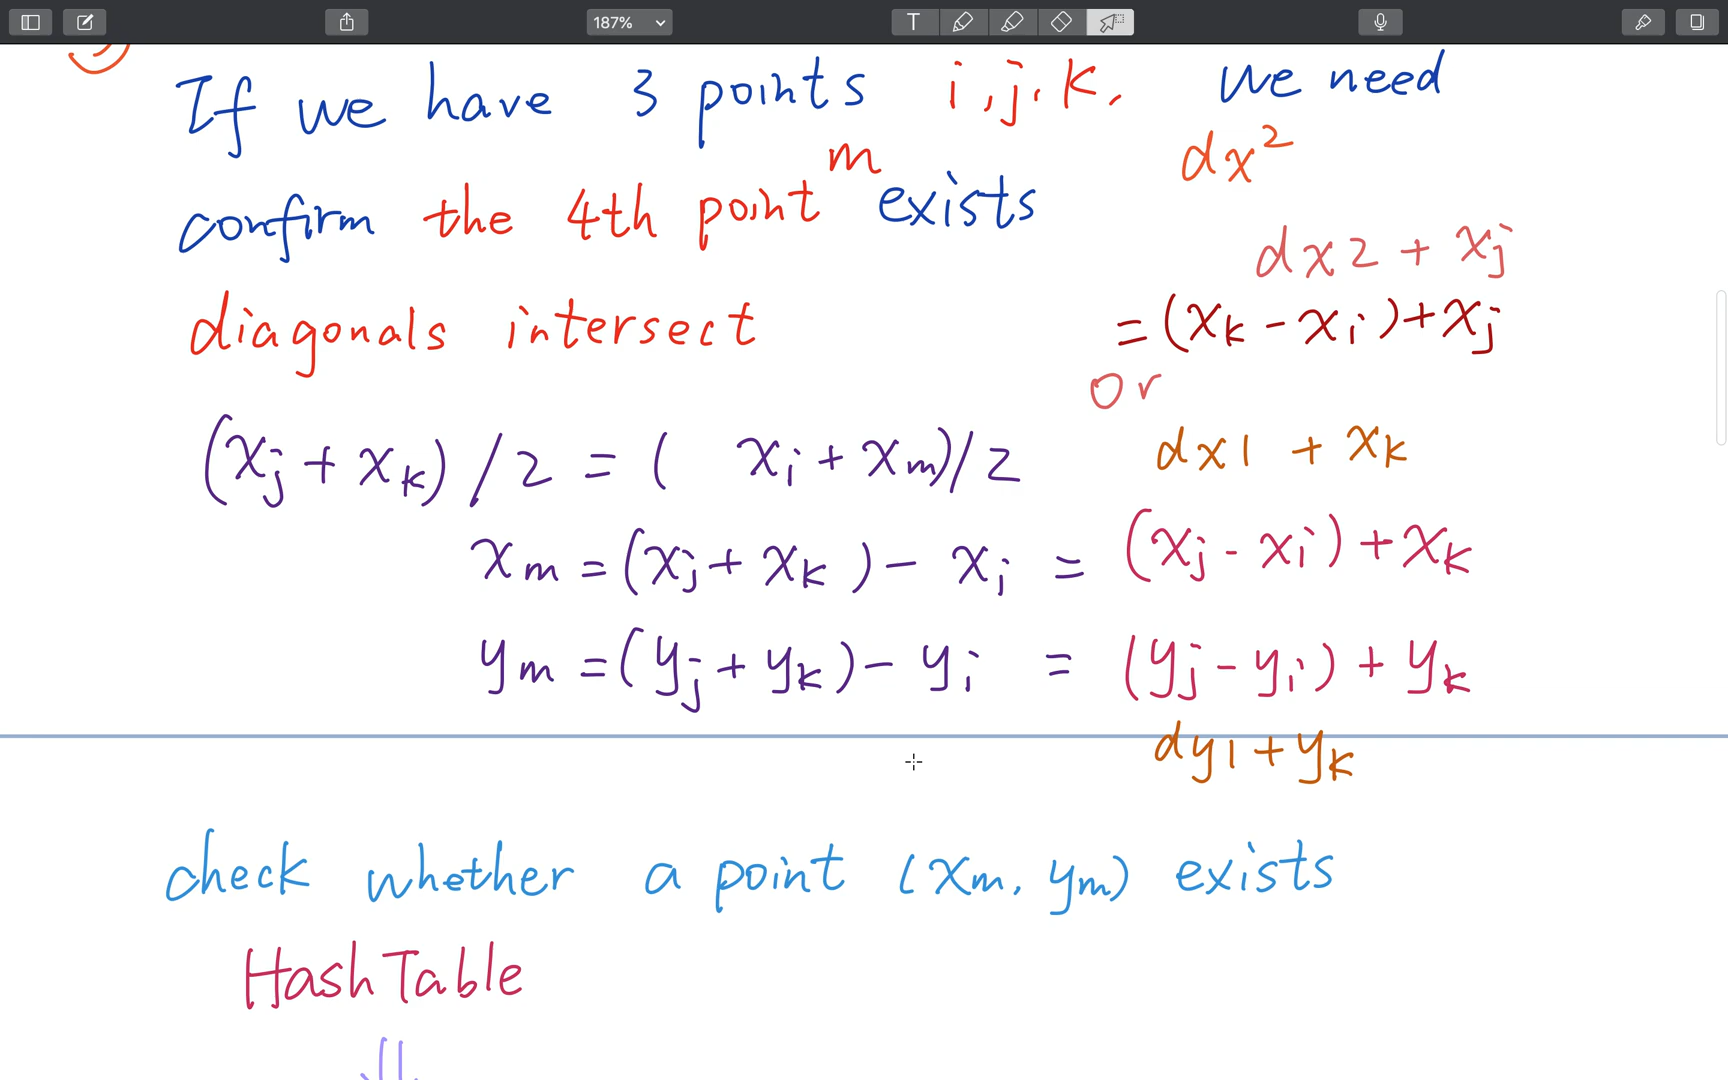 187%
T
If we have 3 points i, j, k, we need
dx²
confirm the 4th point m exists
dx2 + xj
diagonals intersect
= (xk - xi) + xj
or
(xj + xk) / 2 = ( xi + xm) / 2
dx1 + xk
xm = (xj + xk) - xi = (xj - xi) + xk
ym = (yj + yk) - yi = (yj - yi) + yk
dy1 + yk
check whether a point (xm, ym) exists
HashTable